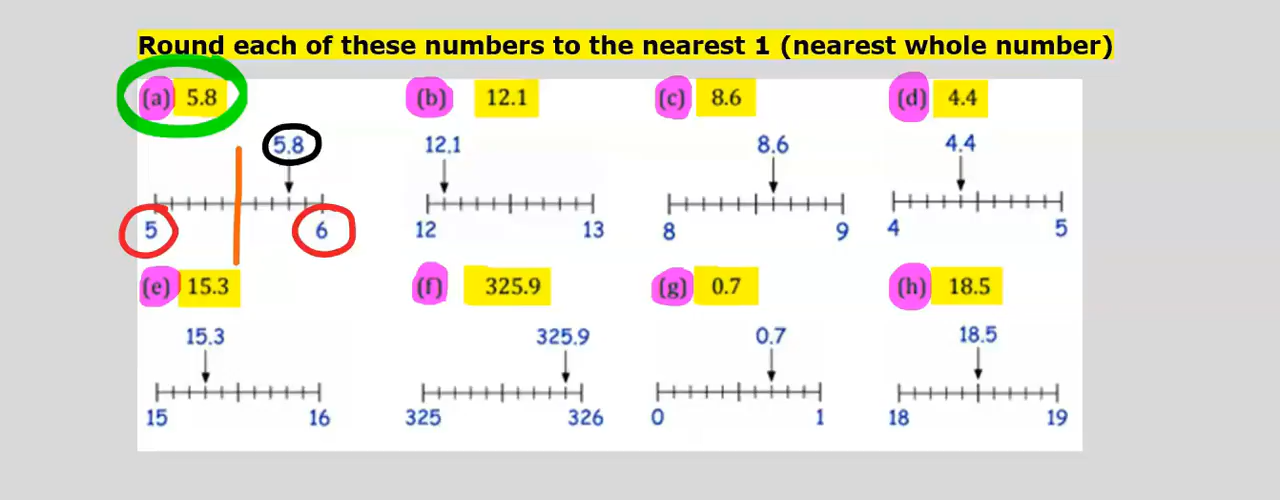 Round each of these numbers to the nearest 1 (nearest whole number)
(a) 5.8 (b) 12.1 (c) 8.6 (d) 4.4
5.8 12.1 8.6 4.4
5 6 12 13 8 9 4 5
(e) 15.3 (f) 325.9 (g) 0.7 (h) 18.5
15.3 325.9 0.7 18.5
15 16 325 326 0 1 18 19